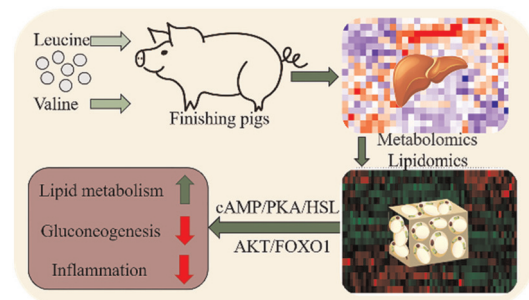 Leucine
Valine
Finishing pigs
Metabolomics
Lipidomics
cAMP/PKA/HSL
AKT/FOXO1
Lipid metabolism
Gluconeogenesis
Inflammation